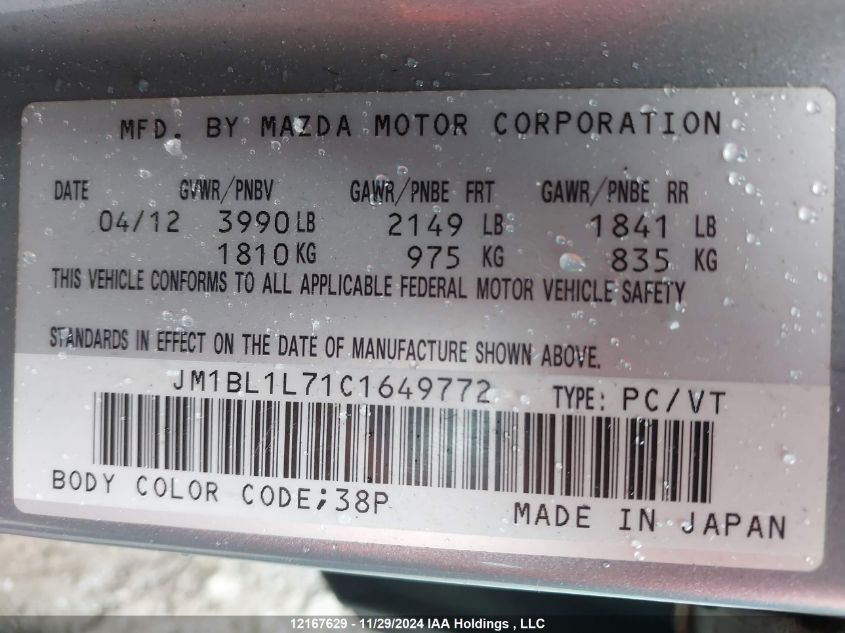 MFD. BY MAZDA MOTOR CORPORATION
DATE GVWR/PNBV GAWR/PNBE FRT GAWR/PNBE RR
04/12 3990 LB 2149 LB 1841 LB
1810 KG 975 KG 835 KG
THIS VEHICLE CONFORMS TO ALL APPLICABLE FEDERAL MOTOR VEHICLE SAFETY
STANDARDS IN EFFECT ON THE DATE OF MANUFACTURE SHOWN ABOVE.
JM1BL1L71C1649772 TYPE: PC/VT
BODY COLOR CODE;38P MADE IN JAPAN
12167629 - 11/29/2024 IAA Holdings , LLC